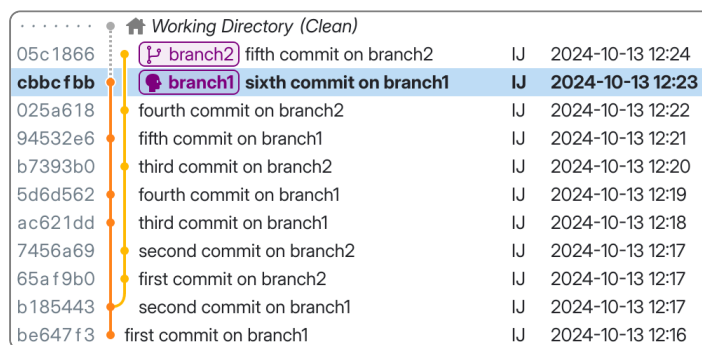 Working Directory (Clean)
05c1866 branch2 fifth commit on branch2 IJ 2024-10-13 12:24
cbbcfbb branch1 sixth commit on branch1 IJ 2024-10-13 12:23
025a618 fourth commit on branch2 IJ 2024-10-13 12:22
94532e6 fifth commit on branch1 IJ 2024-10-13 12:21
b7393b0 third commit on branch2 IJ 2024-10-13 12:20
5d6d562 fourth commit on branch1 IJ 2024-10-13 12:19
ac621dd third commit on branch1 IJ 2024-10-13 12:18
7456a69 second commit on branch2 IJ 2024-10-13 12:17
65af9b0 first commit on branch2 IJ 2024-10-13 12:17
b185443 second commit on branch1 IJ 2024-10-13 12:17
be647f3 first commit on branch1 IJ 2024-10-13 12:16